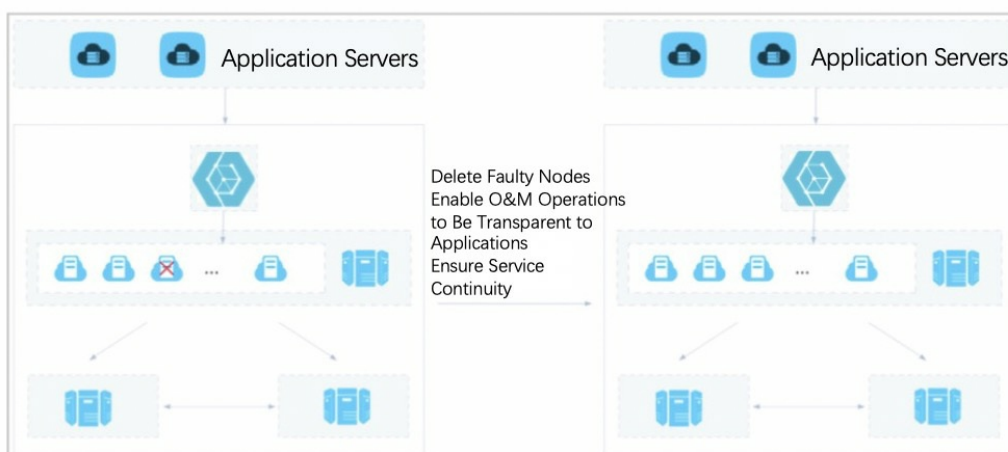 Application Servers
Delete Faulty Nodes
Enable O&M Operations
to Be Transparent to
Applications
Ensure Service
Continuity
...
Application Servers
...